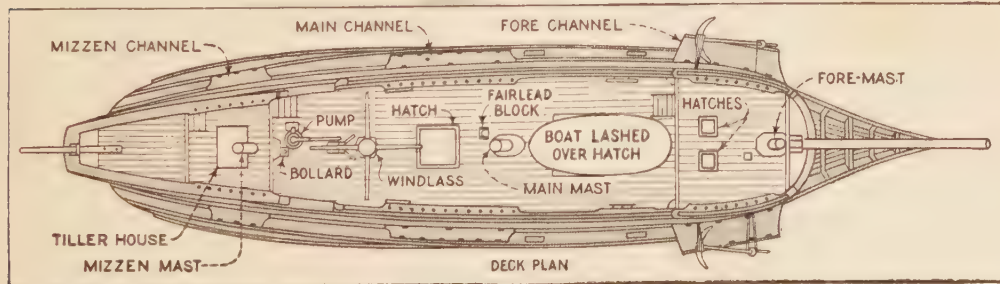 MIZZEN CHANNEL
MAIN CHANNEL
FORE CHANNEL
FORE-MAST
HATCHES
FAIRLEAD
BLOCK
HATCH
PUMP
BOAT LASHED
OVER HATCH
BOLLARD
WINDLASS
MAIN MAST
TILLER HOUSE
MIZZEN MAST
DECK PLAN